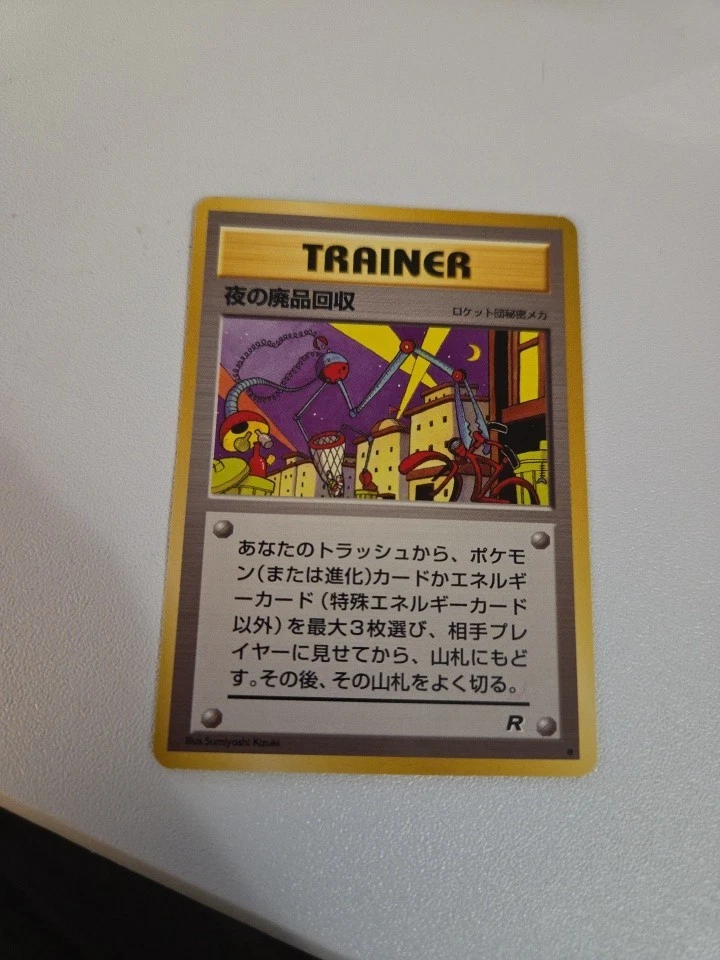 TRAINER
夜の廃品回収
ロケット団秘密メカ
あなたのトラッシュから、ポケモ
ン(または進化)カードかエネルギ
ーカード(特殊エネルギーカード
以外)を最大3枚選び、相手プレ
イヤーに見せてから、山札にもど
す。その後、その山札をよく切る。
R
Illus.Sumiyoshi Kizuki
●